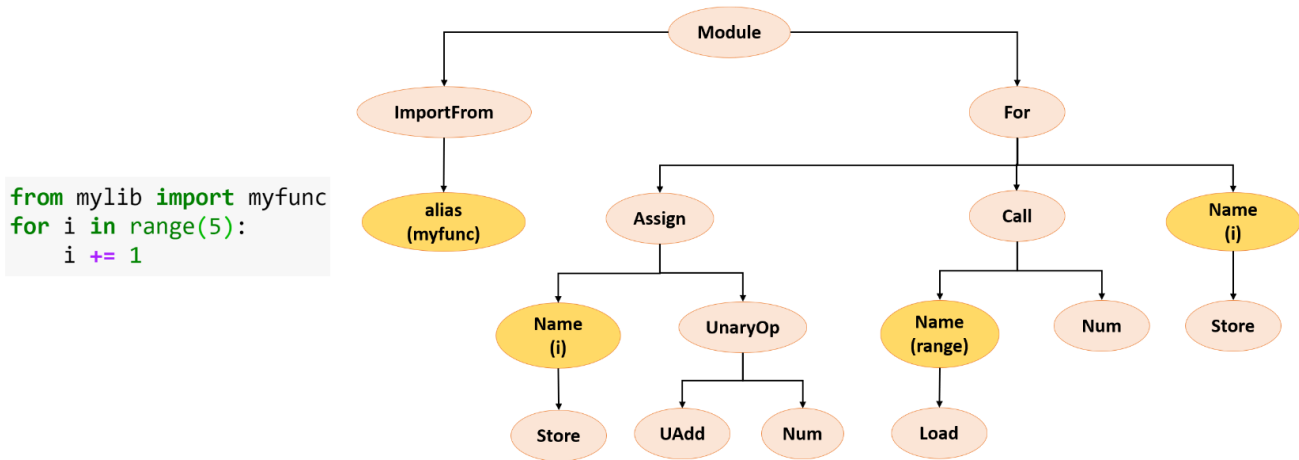 from mylib import myfunc
for i in range(5):
    i += 1
Module
ImportFrom
For
alias
(myfunc)
Assign
Call
Name
(i)
Name
(i)
UnaryOp
Name
(range)
Num
Store
Store
UAdd
Num
Load